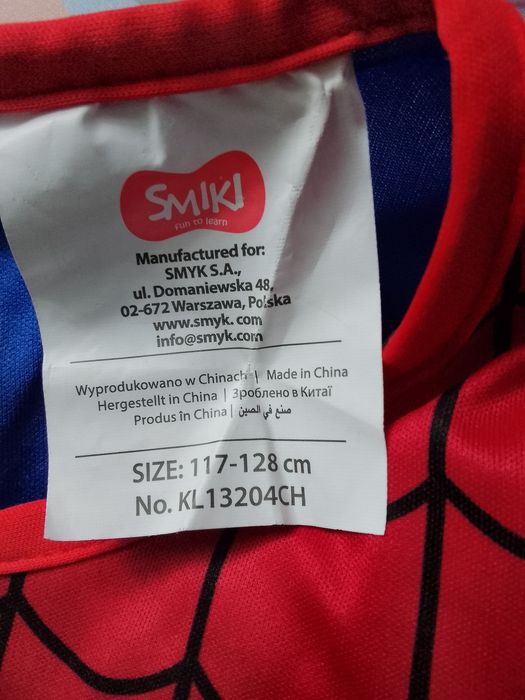 SMIKI
fun to learn
Manufactured for:
SMYK S.A.,
ul. Domaniewska 48,
02-672 Warszawa, Polska
www.smyk.com
info@smyk.com
Wyprodukowano w Chinach | Made in China
Hergestellt in China | Зроблено в Китаї
Produs în China | صنع في الصين
SIZE: 117-128 cm
No. KL13204CH